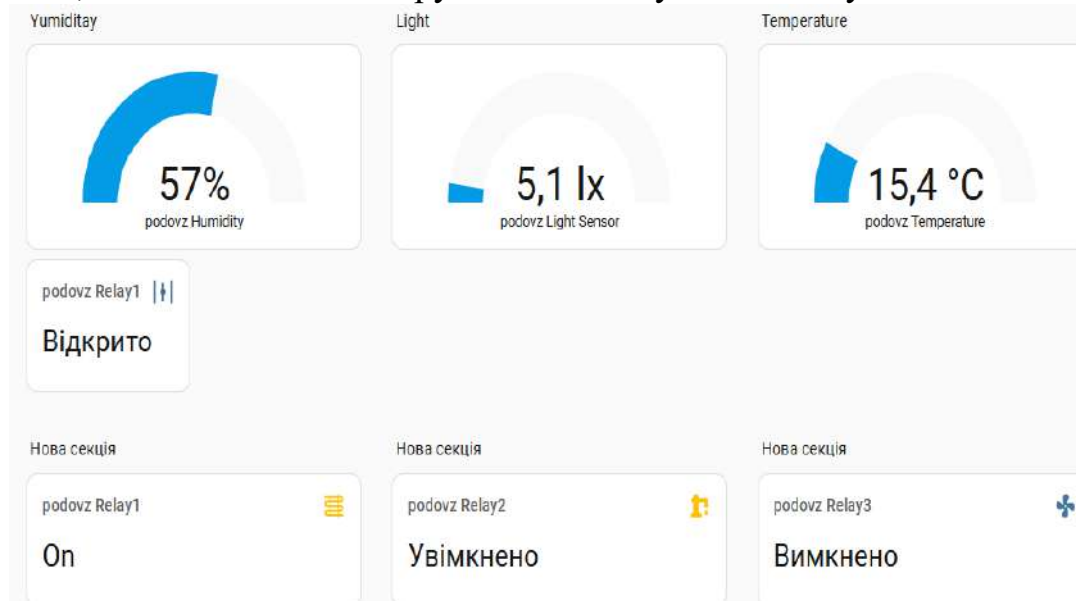 Yumiditay
Light
Temperature
57%
podovz Humidity
5,1 lx
podovz Light Sensor
15,4 °C
podovz Temperature
podovz Relay1
Відкрито
Нова секція
Нова секція
Нова секція
podovz Relay1
On
podovz Relay2
Увімкнено
podovz Relay3
Вимкнено